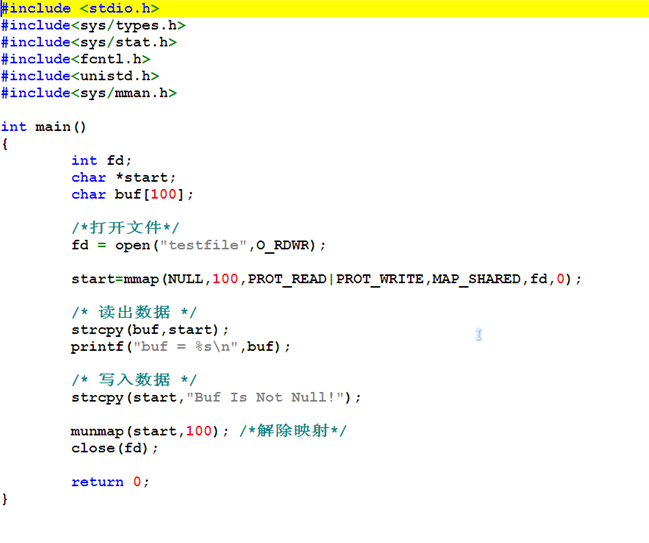 #include <stdio.h>
#include<sys/types.h>
#include<sys/stat.h>
#include<fcntl.h>
#include<unistd.h>
#include<sys/mman.h>
int main()
{
int fd;
char *start;
char buf[100];
/*打开文件*/
fd = open("testfile",O_RDWR);
start=mmap(NULL,100,PROT_READ|PROT_WRITE,MAP_SHARED,fd,0);
/* 读出数据 */
strcpy(buf,start);
printf("buf = %s\n",buf);
/* 写入数据 */
strcpy(start,"Buf Is Not Null!");
munmap(start,100); /*解除映射*/
close(fd);
return 0;
}